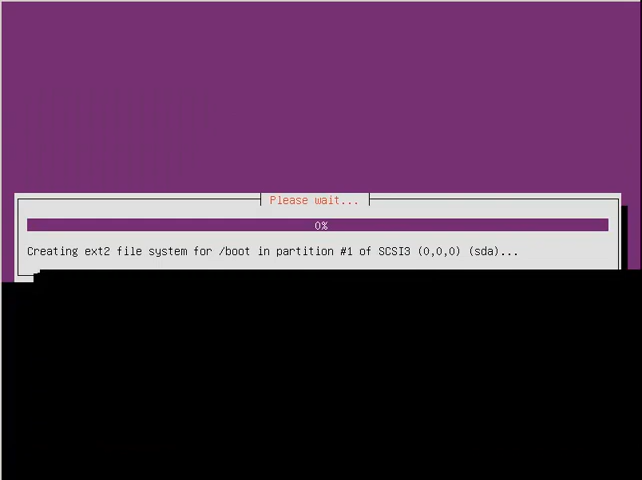 Please wait...
0%
Creating ext2 file system for /boot in partition #1 of SCSI3 (0,0,0) (sda)...